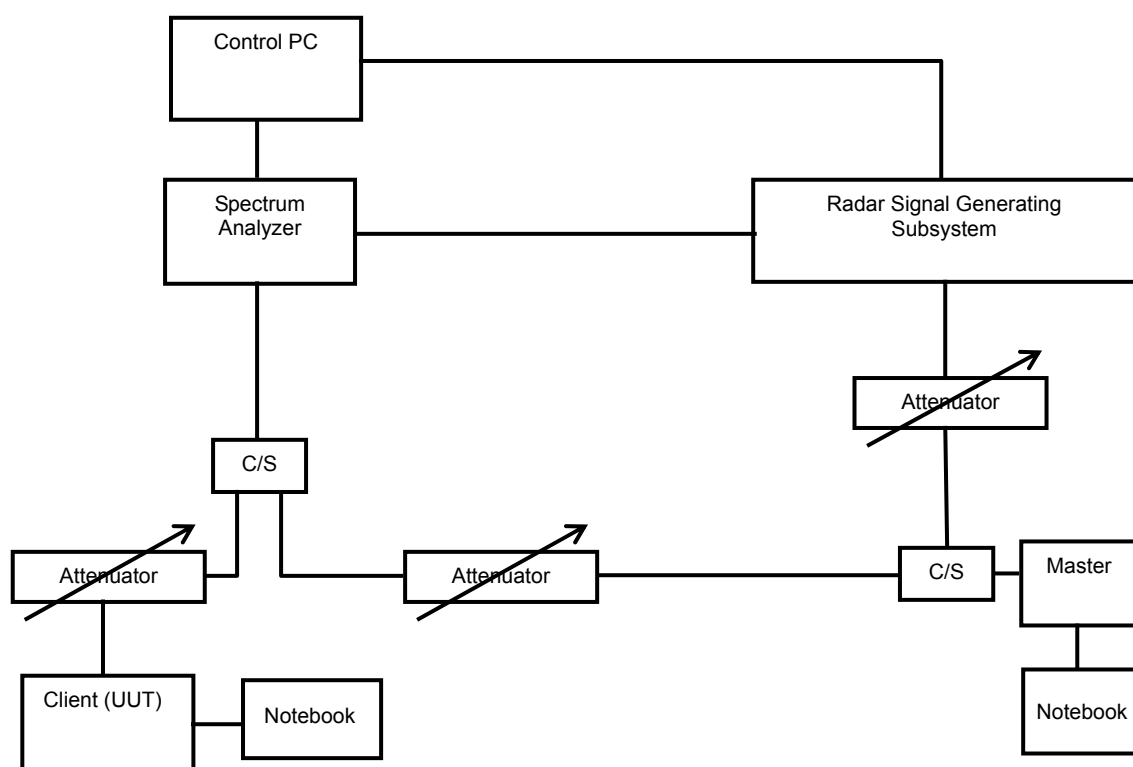 Control PC
Spectrum
Analyzer
Radar Signal Generating
Subsystem
Attenuator
C/S
Attenuator
Attenuator
C/S
Master
Client (UUT)
Notebook
Notebook